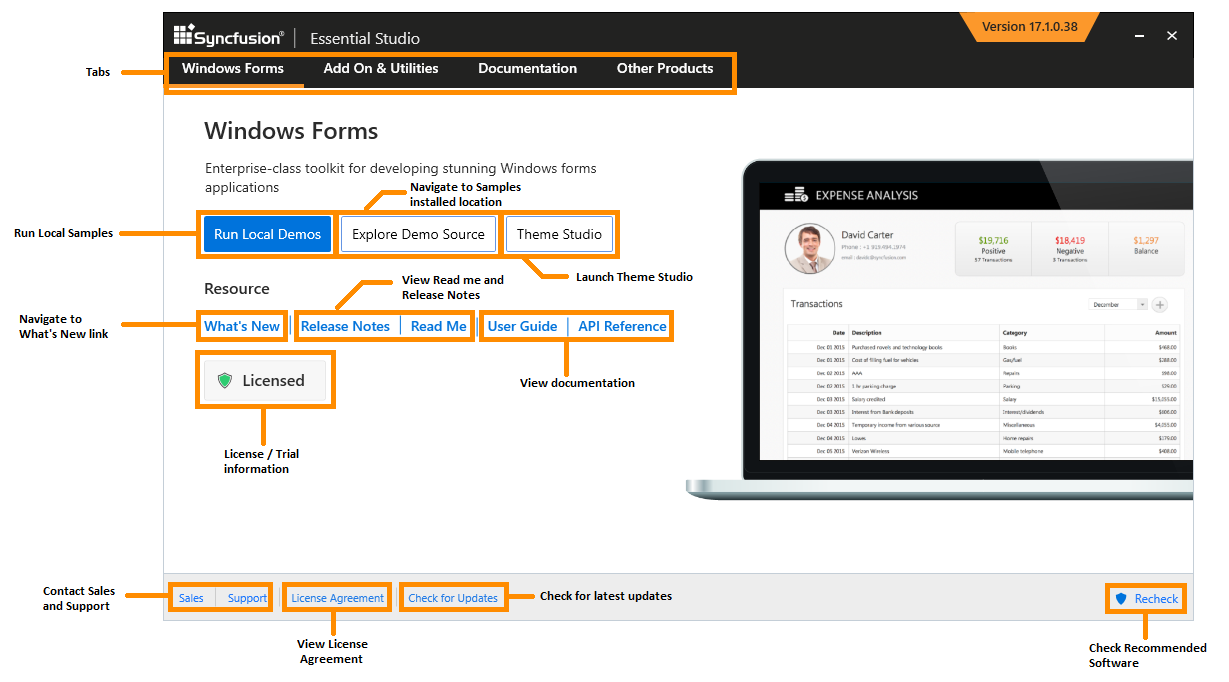 Syncfusion® | Essential Studio
Version 17.1.0.38
Tabs
Windows Forms Add On & Utilities Documentation Other Products
Windows Forms
Enterprise-class toolkit for developing stunning Windows forms
applications
Navigate to Samples
installed location
Run Local Samples
Run Local Demos Explore Demo Source Theme Studio
Launch Theme Studio
Resource
View Read me and
Release Notes
Navigate to
What's New link
What's New | Release Notes | Read Me | User Guide | API Reference
View documentation
Licensed
License / Trial
information
EXPENSE ANALYSIS
David Carter
Phone : +1 919.494.1974
email : davidc@syncfusion.com
$19,716
Positive
57 Transactions
$18,419
Negative
3 Transactions
$1,297
Balance
Transactions
December
Date Description Category Amount
Dec 01 2015 Purchased novels and technology books Books $468.00
Dec 01 2015 Cost of filling fuel for vehicles Gas/fuel $288.00
Dec 02 2015 AAA Repairs $98.00
Dec 02 2015 1 hr parking charge Parking $29.00
Dec 03 2015 Salary credited Salary $15,055.00
Dec 03 2015 Interest from Bank deposits Interest/dividends $606.00
Dec 04 2015 Temporary income from various source Miscellaneous $4,055.00
Dec 04 2015 Lowes Home repairs $179.00
Dec 05 2015 Verizon Wireless Mobile telephone $408.00
Contact Sales
and Support
Sales Support License Agreement Check for Updates
Check for latest updates
Recheck
View License
Agreement
Check Recommended
Software